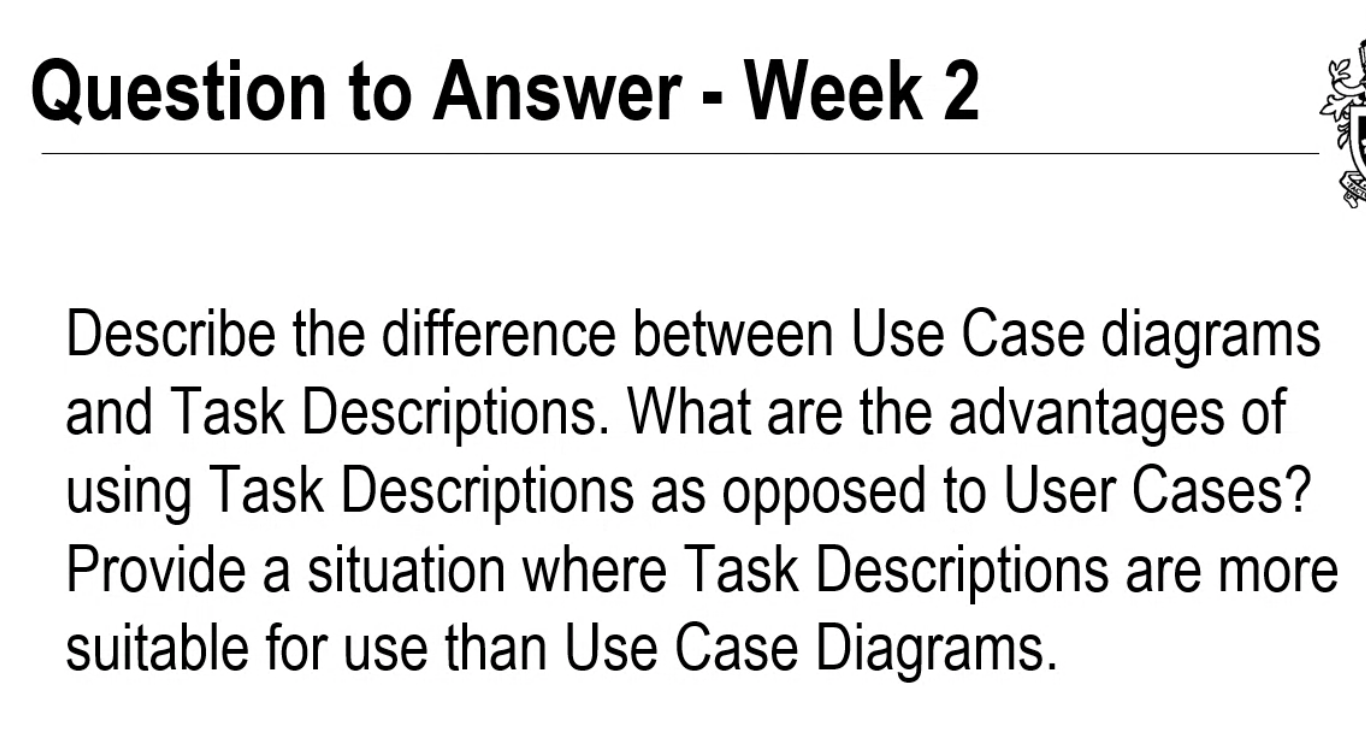 Question to Answer - Week 2
Describe the difference between Use Case diagrams
and Task Descriptions. What are the advantages of
using Task Descriptions as opposed to User Cases?
Provide a situation where Task Descriptions are more
suitable for use than Use Case Diagrams.